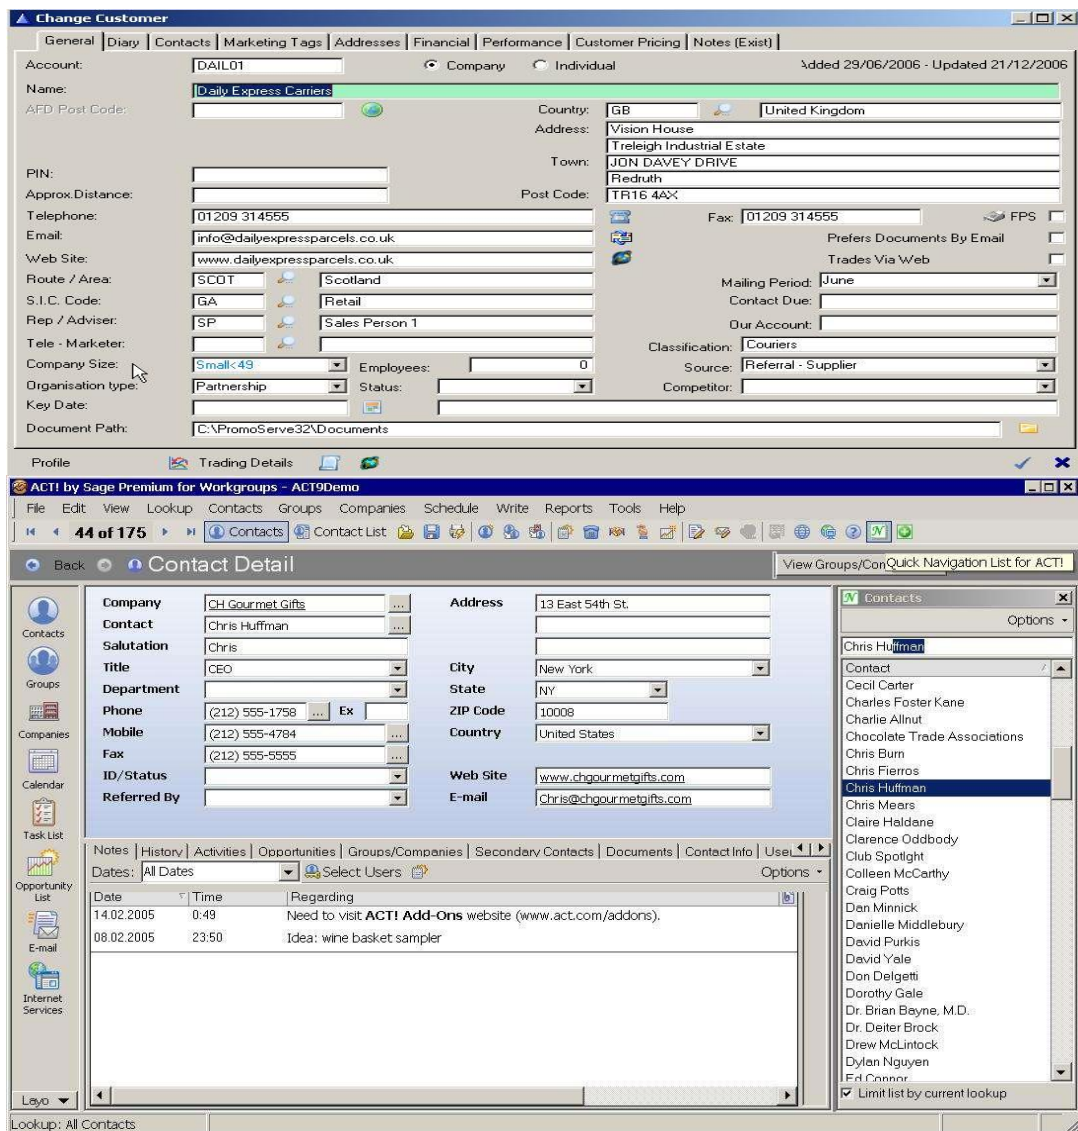 Change Customer
General Diary Contacts Marketing Tags Addresses Financial Performance Customer Pricing Notes (Exist)
Account: DAIL01 Company Individual Added 29/06/2006 - Updated 21/12/2006
Name: Daily Express Carriers
AFD Post Code: Country: GB United Kingdom
Address: Vision House
Treleigh Industrial Estate
Town: JON DAVEY DRIVE
PIN: Redruth
Approx.Distance: Post Code: TR16 4AX
Telephone: 01209 314555 Fax: 01209 314555 FPS
Email: info@dailyexpressparcels.co.uk Prefers Documents By Email
Web Site: www.dailyexpressparcels.co.uk Trades Via Web
Route / Area: SCOT Scotland Mailing Period: June
S.I.C. Code: GA Retail Contact Due:
Rep / Adviser: SP Sales Person 1 Our Account:
Tele - Marketer: Classification: Couriers
Company Size: Small<49 Employees: 0 Source: Referral - Supplier
Organisation type: Partnership Status: Competitor:
Key Date:
Document Path: C:\PromoServe32\Documents
Profile Trading Details
ACT! by Sage Premium for Workgroups - ACT9Demo
File Edit View Lookup Contacts Groups Companies Schedule Write Reports Tools Help
44 of 175 Contacts Contact List
Back Contact Detail View Groups/Con Quick Navigation List for ACT!
Contacts
Groups
Companies
Calendar
Task List
Opportunity
List
E-mail
Internet
Services
Layo
Company CH Gourmet Gifts ... Address 13 East 54th St.
Contact Chris Huffman ...
Salutation Chris
Title CEO City New York
Department State NY
Phone (212) 555-1758 ... Ex ZIP Code 10008
Mobile (212) 555-4784 ... Country United States
Fax (212) 555-5555 ...
ID/Status Web Site www.chgourmetgifts.com
Referred By E-mail Chris@chgourmetgifts.com
Notes History Activities Opportunities Groups/Companies Secondary Contacts Documents Contact Info User
Dates: All Dates Select Users Options
Date Time Regarding
14.02.2005 0:49 Need to visit ACT! Add-Ons website (www.act.com/addons).
08.02.2005 23:50 Idea: wine basket sampler
Contacts
Options
Chris Huffman
Contact
Cecil Carter
Charles Foster Kane
Charlie Allnut
Chocolate Trade Associations
Chris Burn
Chris Fierros
Chris Huffman
Chris Mears
Claire Haldane
Clarence Oddbody
Club Spotlght
Colleen McCarthy
Craig Potts
Dan Minnick
Danielle Middlebury
David Purkis
David Yale
Don Delgetti
Dorothy Gale
Dr. Brian Bayne, M.D.
Dr. Deiter Brock
Drew McLintock
Dylan Nguyen
Ed Connor
Limit list by current lookup
Lookup: All Contacts